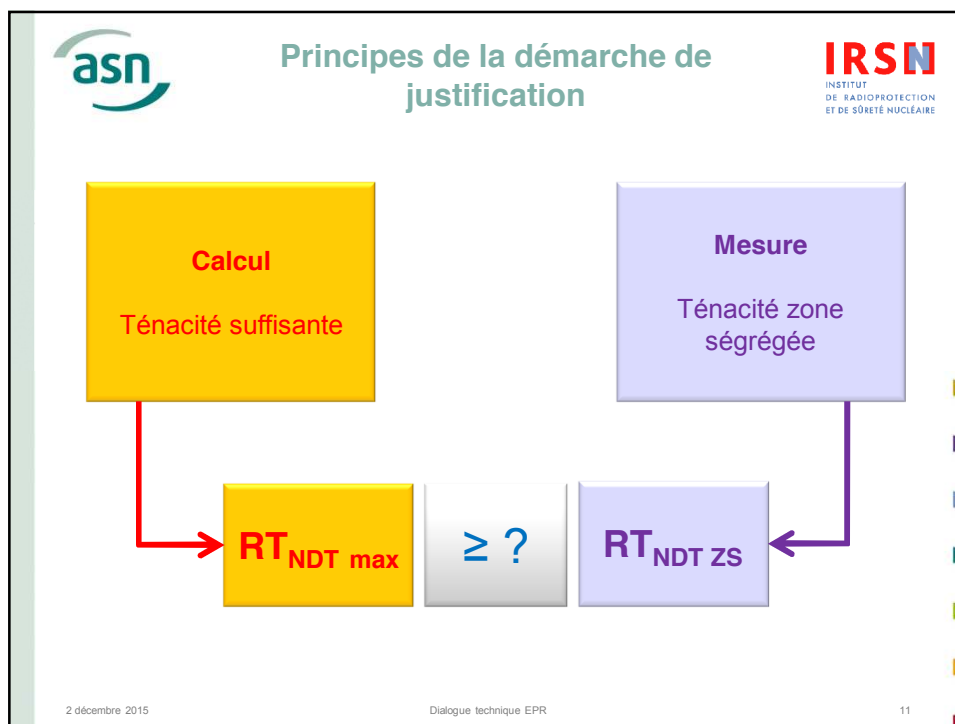 asn
Principes de la démarche de
justification
IRSN
INSTITUT
DE RADIOPROTECTION
ET DE SÛRETÉ NUCLÉAIRE
Calcul
Ténacité suffisante
Mesure
Ténacité zone
ségrégée
RTNDT max
≥ ?
RTNDT ZS
2 décembre 2015
Dialogue technique EPR
11